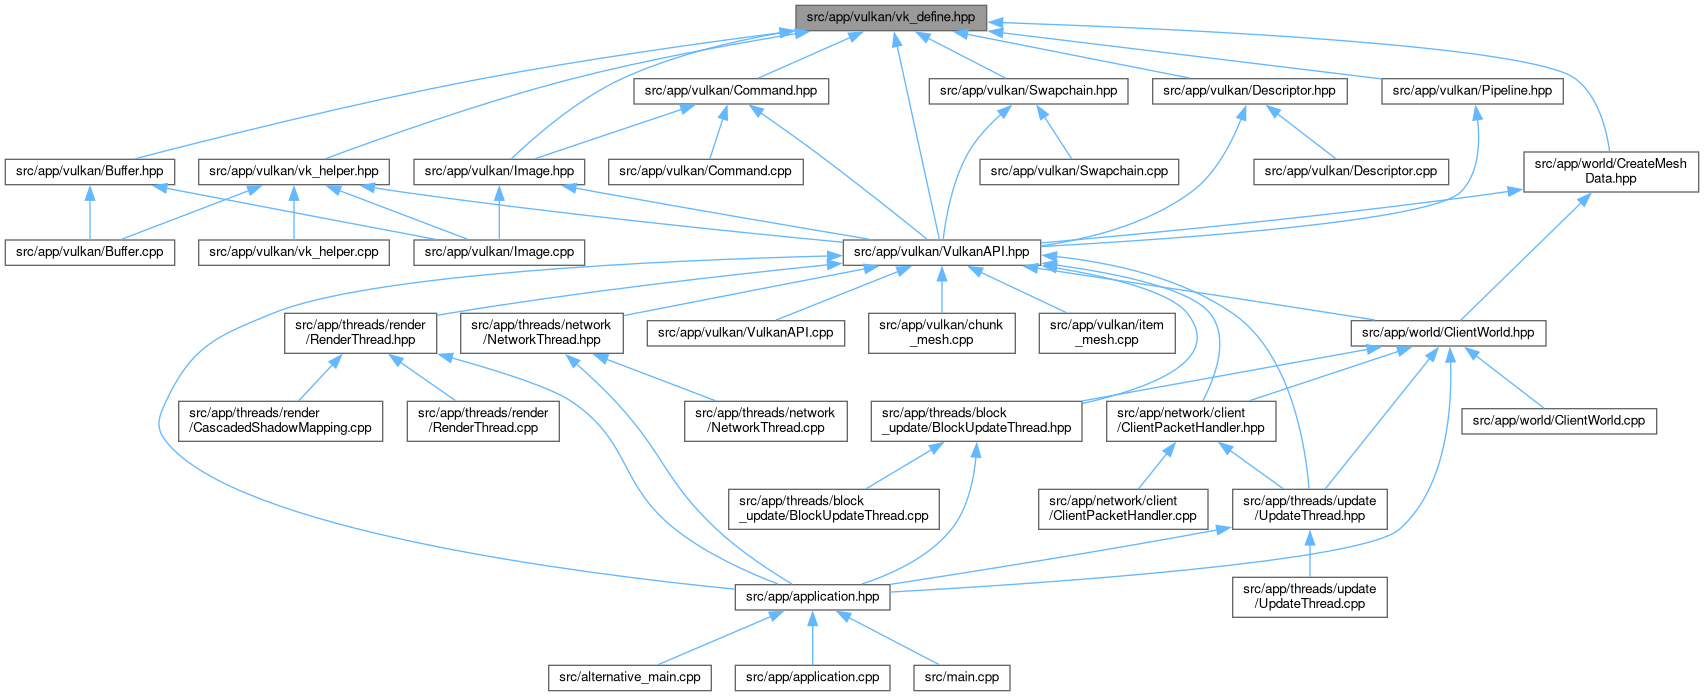 src/app/vulkan/vk_define.hpp
src/app/vulkan/Command.hpp
src/app/vulkan/Swapchain.hpp
src/app/vulkan/Descriptor.hpp
src/app/vulkan/Pipeline.hpp
src/app/vulkan/Buffer.hpp
src/app/vulkan/vk_helper.hpp
src/app/vulkan/Image.hpp
src/app/vulkan/Command.cpp
src/app/vulkan/Swapchain.cpp
src/app/vulkan/Descriptor.cpp
src/app/world/CreateMesh
Data.hpp
src/app/vulkan/Buffer.cpp
src/app/vulkan/vk_helper.cpp
src/app/vulkan/Image.cpp
src/app/vulkan/VulkanAPI.hpp
src/app/threads/render
/RenderThread.hpp
src/app/threads/network
/NetworkThread.hpp
src/app/vulkan/VulkanAPI.cpp
src/app/vulkan/chunk
_mesh.cpp
src/app/vulkan/item
_mesh.cpp
src/app/world/ClientWorld.hpp
src/app/threads/render
/CascadedShadowMapping.cpp
src/app/threads/render
/RenderThread.cpp
src/app/threads/network
/NetworkThread.cpp
src/app/threads/block
_update/BlockUpdateThread.hpp
src/app/network/client
/ClientPacketHandler.hpp
src/app/world/ClientWorld.cpp
src/app/threads/block
_update/BlockUpdateThread.cpp
src/app/network/client
/ClientPacketHandler.cpp
src/app/threads/update
/UpdateThread.hpp
src/app/application.hpp
src/app/threads/update
/UpdateThread.cpp
src/alternative_main.cpp
src/app/application.cpp
src/main.cpp